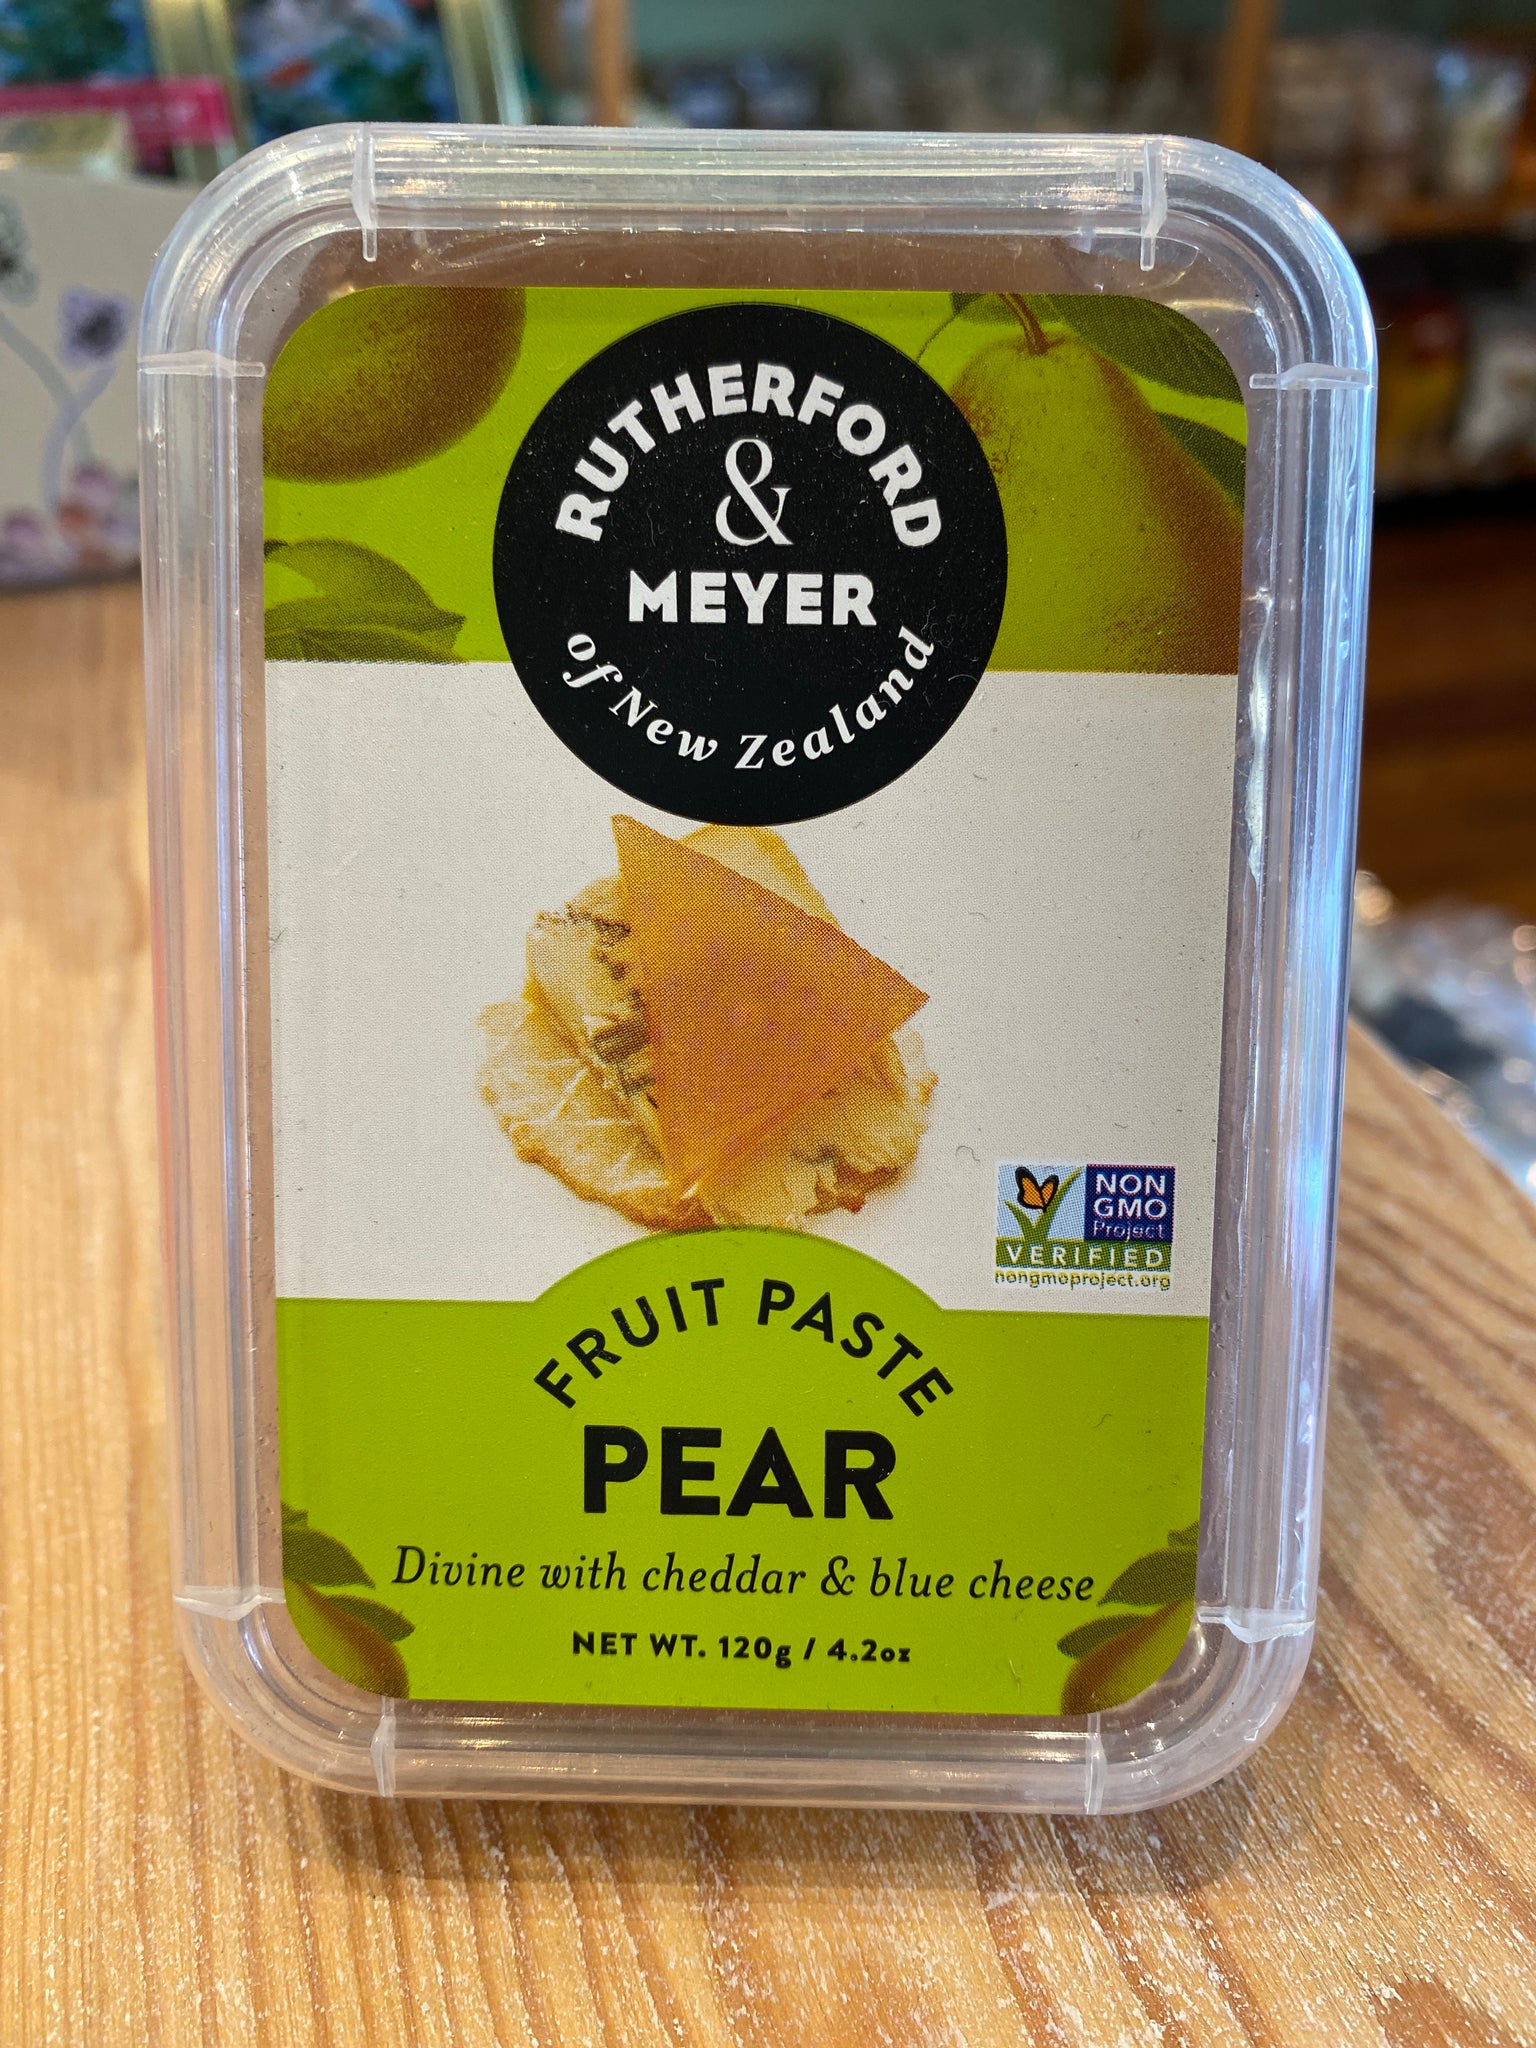 RUTHERFORD
&
MEYER
of New Zealand
NON
GMO
Project
VERIFIED
nongmoproject.org
FRUIT PASTE
PEAR
Divine with cheddar & blue cheese
NET WT. 120g / 4.2oz